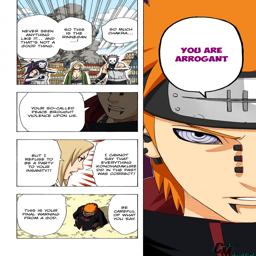 NEVER SEEN
ANYTHING
LIKE IT... AND
THAT'S NOT A
GOOD THING.
SO THIS
IS THE
RINNEGAN
SO MUCH
CHAKRA...
YOUR SO-CALLED
PEACE BROUGHT
VIOLENCE UPON US.
BUT I
REFUSE TO
BE A PARTY
TO YOUR
INSANITY!!
I CANNOT
SAY THAT
EVERYTHING
KONOHAGAKURE
DID IN THE PAST
WAS CORRECT!
THIS IS YOUR
FINAL WARNING
FROM A GOD.
BE
CAREFUL
OF WHAT
YOU SAY.
YOU ARE
ARROGANT